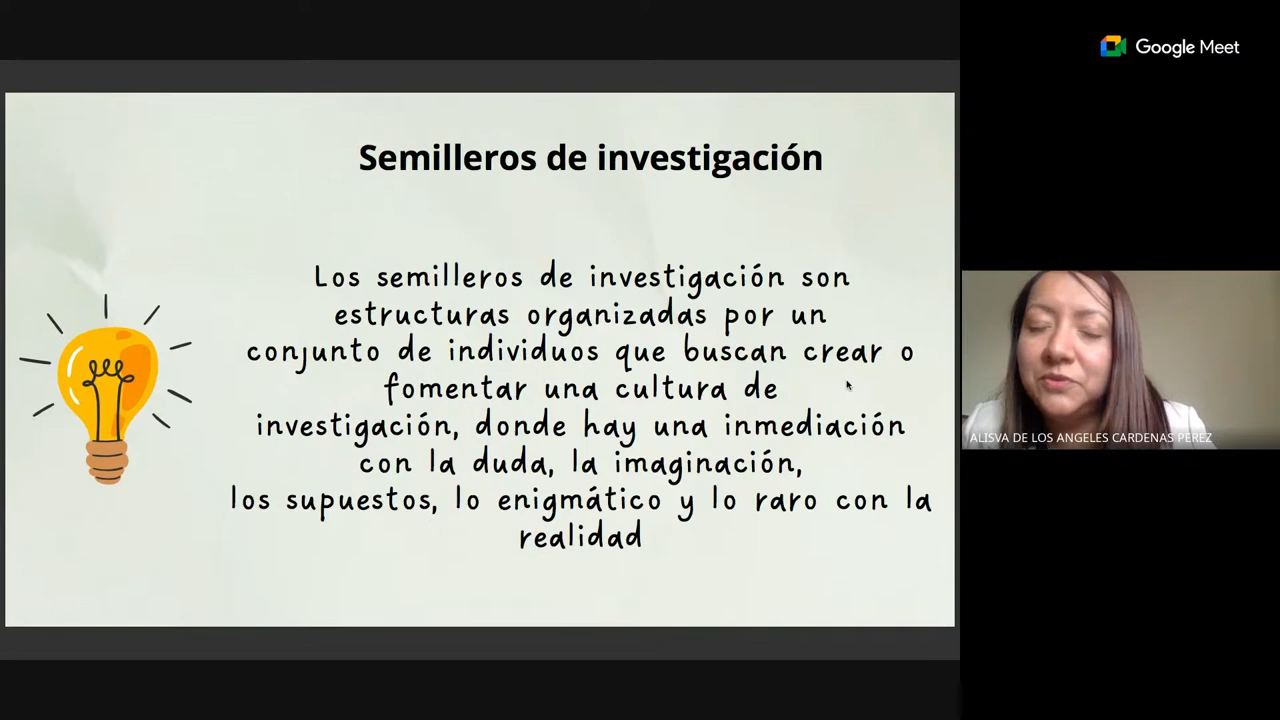 Google Meet
Semilleros de investigación
Los semilleros de investigación son
estructuras organizadas por un
conjunto de individuos que buscan crear o
fomentar una cultura de
investigación, donde hay una inmediación
con la duda, la imaginación,
los supuestos, lo enigmático y lo raro con la
realidad
ALISVA DE LOS ANGELES CARDENAS PEREZ